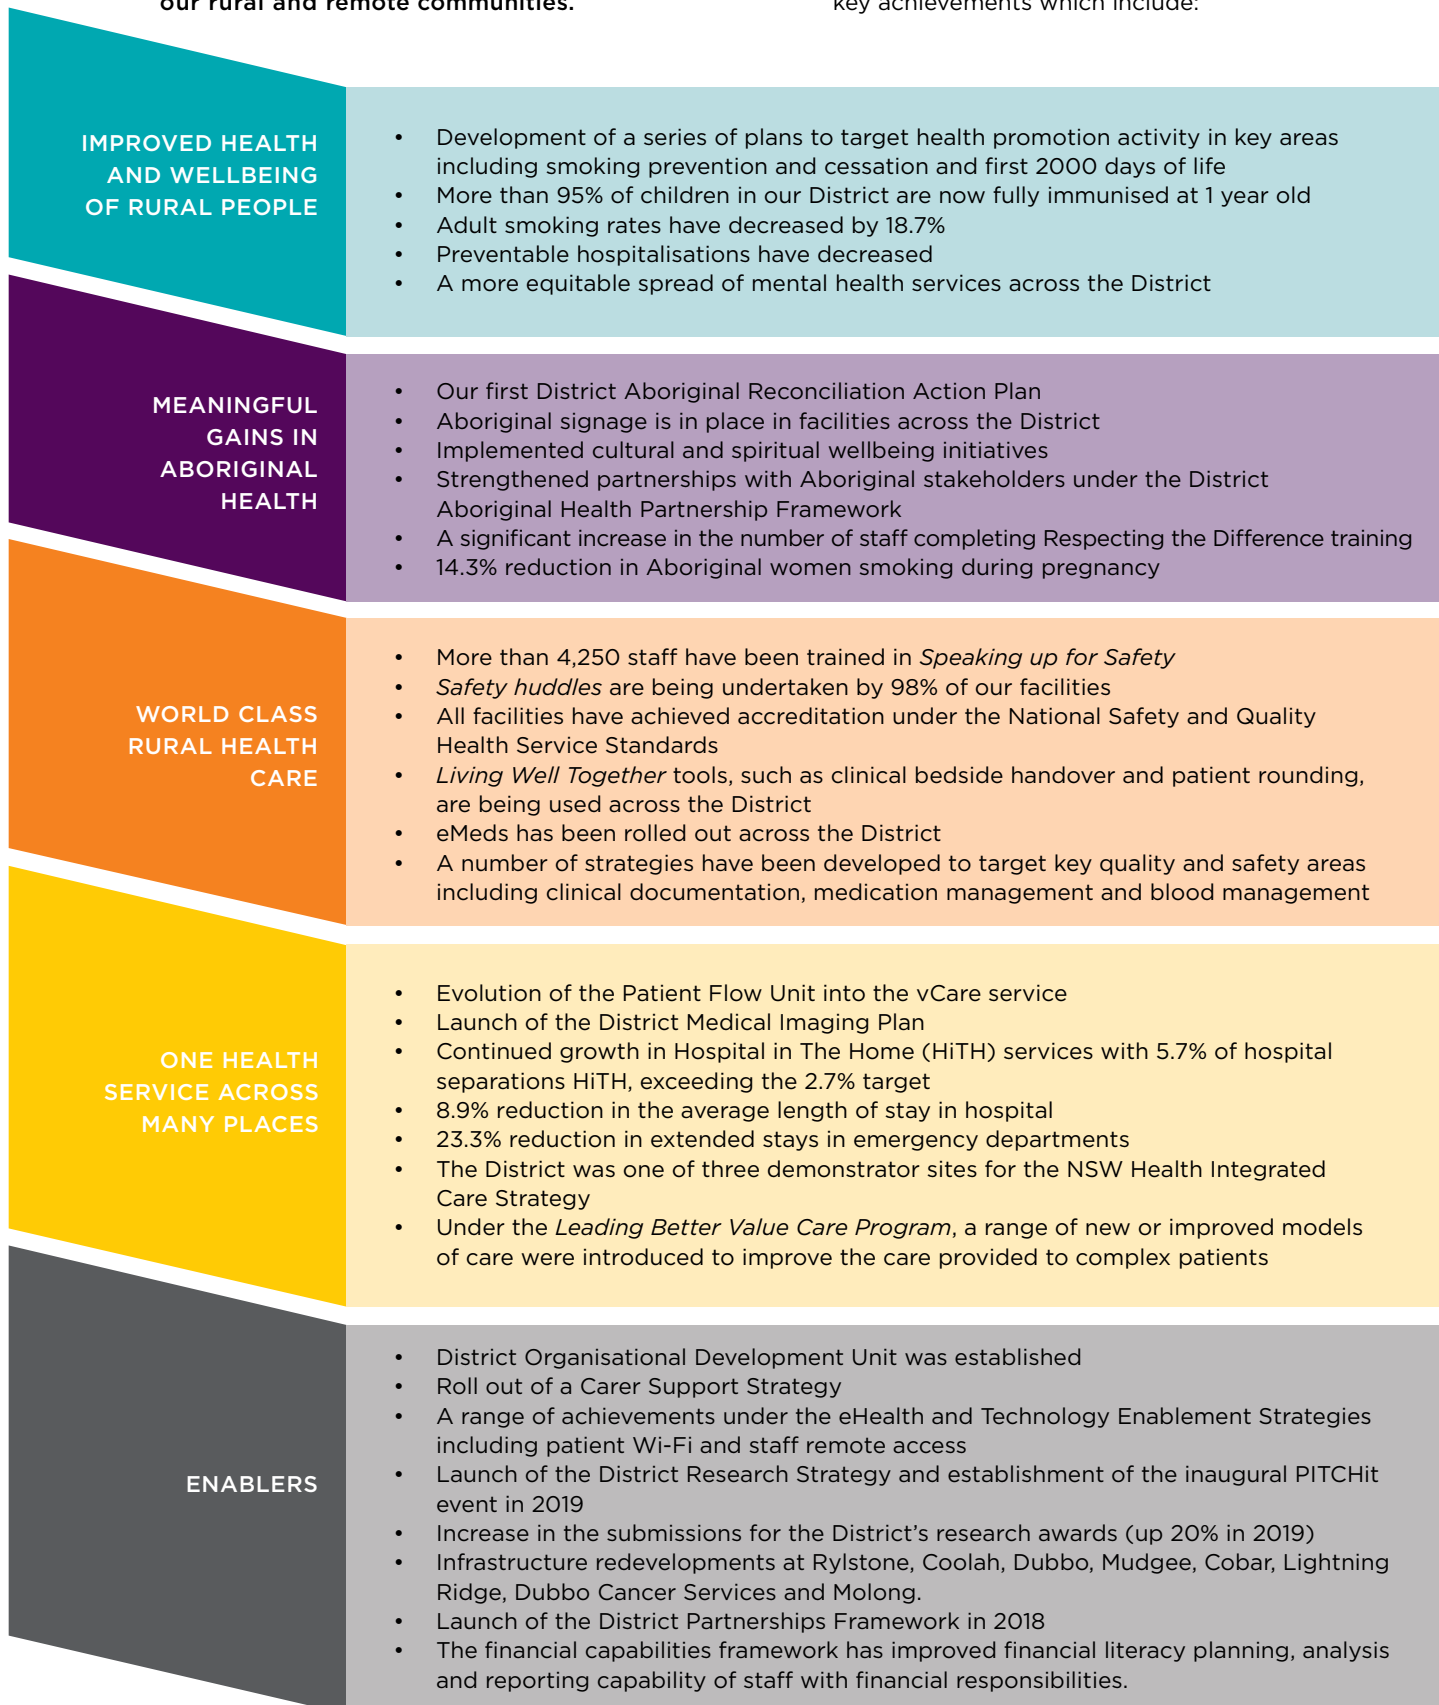 our rural and remote communities.
key achievements which include:
IMPROVED HEALTH
AND WELLBEING
OF RURAL PEOPLE
• Development of a series of plans to target health promotion activity in key areas
including smoking prevention and cessation and first 2000 days of life
• More than 95% of children in our District are now fully immunised at 1 year old
• Adult smoking rates have decreased by 18.7%
• Preventable hospitalisations have decreased
• A more equitable spread of mental health services across the District
MEANINGFUL
GAINS IN
ABORIGINAL
HEALTH
• Our first District Aboriginal Reconciliation Action Plan
• Aboriginal signage is in place in facilities across the District
• Implemented cultural and spiritual wellbeing initiatives
• Strengthened partnerships with Aboriginal stakeholders under the District
Aboriginal Health Partnership Framework
• A significant increase in the number of staff completing Respecting the Difference training
• 14.3% reduction in Aboriginal women smoking during pregnancy
WORLD CLASS
RURAL HEALTH
CARE
• More than 4,250 staff have been trained in Speaking up for Safety
• Safety huddles are being undertaken by 98% of our facilities
• All facilities have achieved accreditation under the National Safety and Quality
Health Service Standards
• Living Well Together tools, such as clinical bedside handover and patient rounding,
are being used across the District
• eMeds has been rolled out across the District
• A number of strategies have been developed to target key quality and safety areas
including clinical documentation, medication management and blood management
ONE HEALTH
SERVICE ACROSS
MANY PLACES
• Evolution of the Patient Flow Unit into the vCare service
• Launch of the District Medical Imaging Plan
• Continued growth in Hospital in The Home (HiTH) services with 5.7% of hospital
separations HiTH, exceeding the 2.7% target
• 8.9% reduction in the average length of stay in hospital
• 23.3% reduction in extended stays in emergency departments
• The District was one of three demonstrator sites for the NSW Health Integrated
Care Strategy
• Under the Leading Better Value Care Program, a range of new or improved models
of care were introduced to improve the care provided to complex patients
ENABLERS
• District Organisational Development Unit was established
• Roll out of a Carer Support Strategy
• A range of achievements under the eHealth and Technology Enablement Strategies
including patient Wi-Fi and staff remote access
• Launch of the District Research Strategy and establishment of the inaugural PITCHit
event in 2019
• Increase in the submissions for the District's research awards (up 20% in 2019)
• Infrastructure redevelopments at Rylstone, Coolah, Dubbo, Mudgee, Cobar, Lightning
Ridge, Dubbo Cancer Services and Molong.
• Launch of the District Partnerships Framework in 2018
• The financial capabilities framework has improved financial literacy planning, analysis
and reporting capability of staff with financial responsibilities.